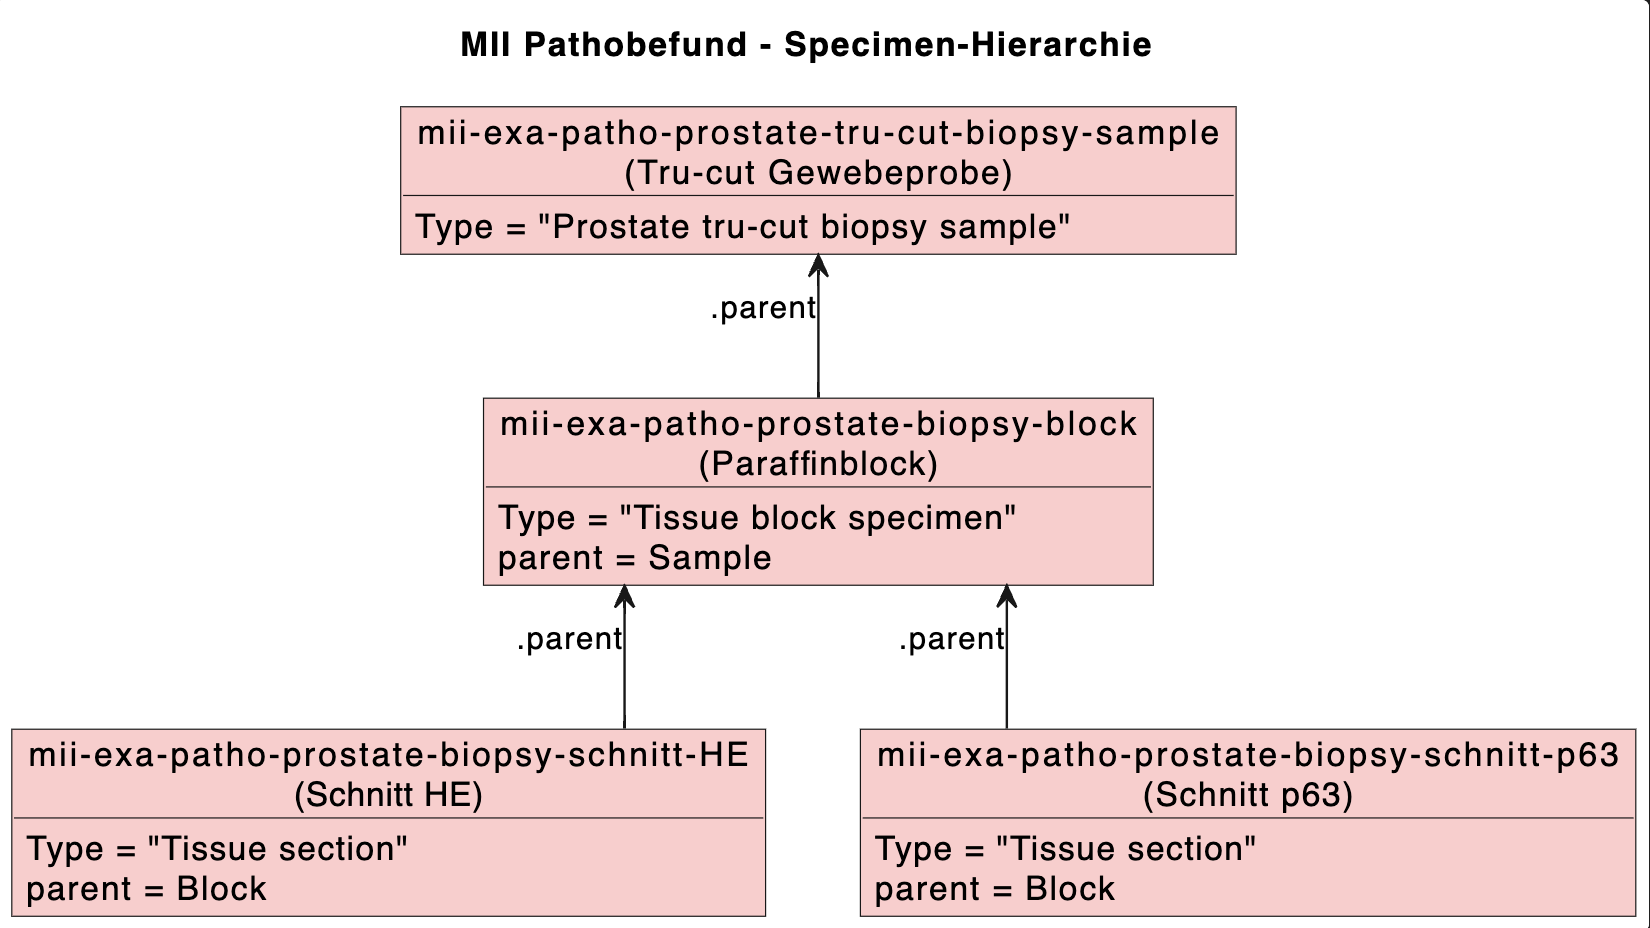 MII Pathobefund - Specimen-Hierarchie
mii-exa-patho-prostate-tru-cut-biopsy-sample
(Tru-cut Gewebeprobe)
Type = "Prostate tru-cut biopsy sample"
.parent
mii-exa-patho-prostate-biopsy-block
(Paraffinblock)
Type = "Tissue block specimen"
parent = Sample
.parent
.parent
mii-exa-patho-prostate-biopsy-schnitt-HE
(Schnitt HE)
Type = "Tissue section"
parent = Block
mii-exa-patho-prostate-biopsy-schnitt-p63
(Schnitt p63)
Type = "Tissue section"
parent = Block